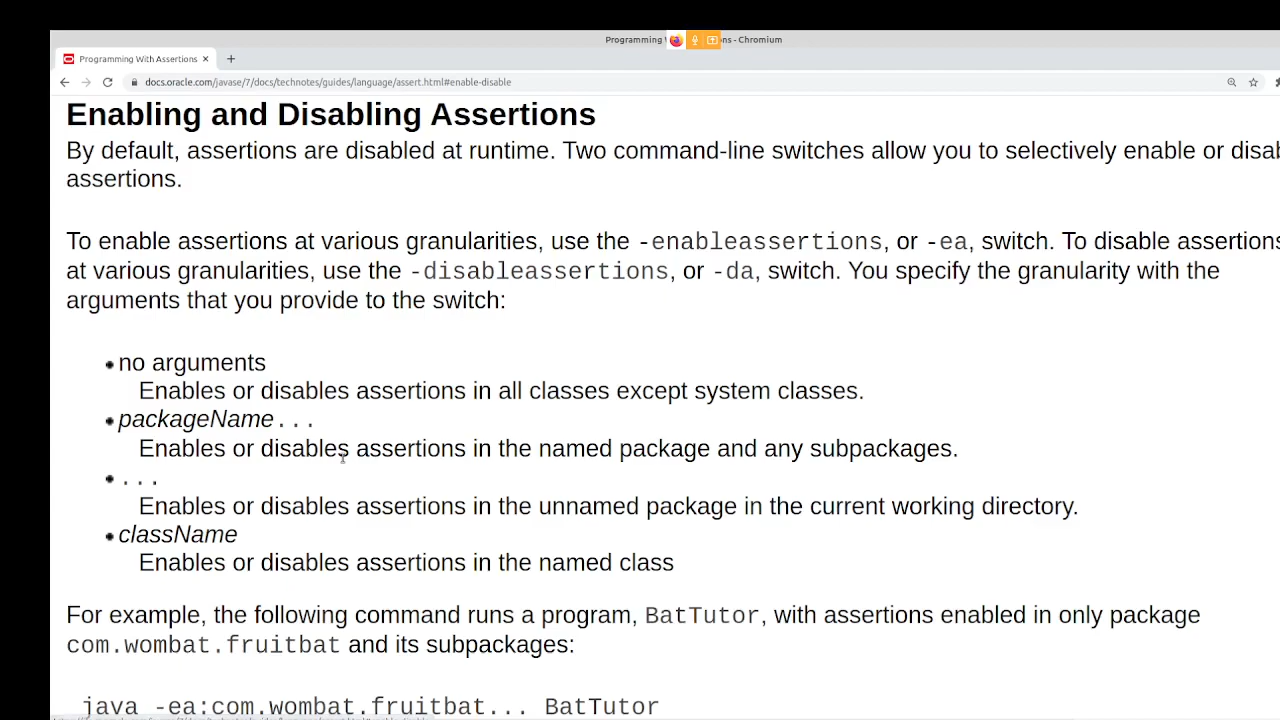 Programming ns - Chromium
Programming With Assertions
docs.oracle.com/javase/7/docs/technotes/guides/language/assert.html#enable-disable
Enabling and Disabling Assertions
By default, assertions are disabled at runtime. Two command-line switches allow you to selectively enable or disab
assertions.
To enable assertions at various granularities, use the -enableassertions, or -ea, switch. To disable assertions
at various granularities, use the -disableassertions, or -da, switch. You specify the granularity with the
arguments that you provide to the switch:
no arguments
Enables or disables assertions in all classes except system classes.
packageName...
Enables or disables assertions in the named package and any subpackages.
...
Enables or disables assertions in the unnamed package in the current working directory.
className
Enables or disables assertions in the named class
For example, the following command runs a program, BatTutor, with assertions enabled in only package
com.wombat.fruitbat and its subpackages:
java -ea:com.wombat.fruitbat... BatTutor